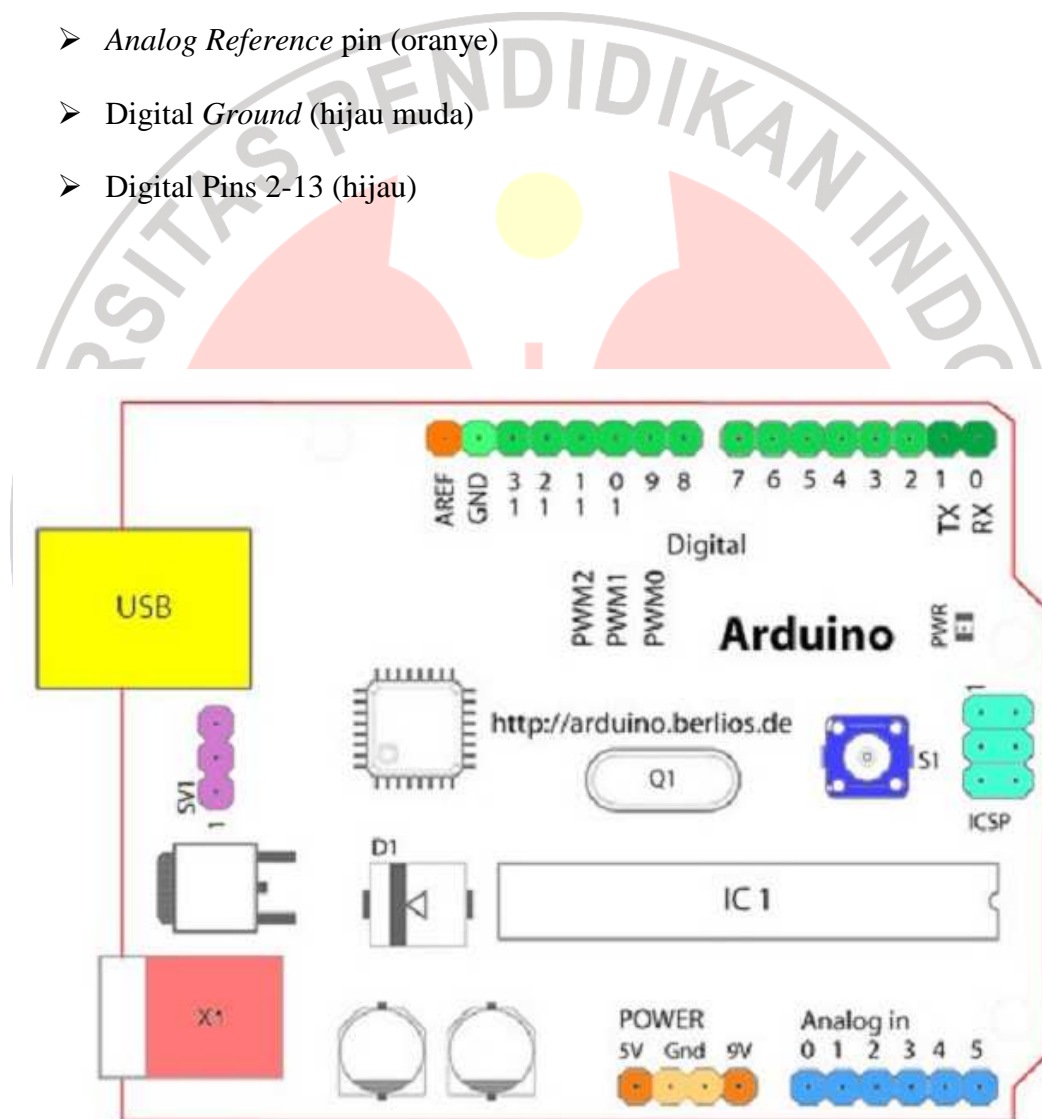 ➢ Analog Reference pin (oranye)
➢ Digital Ground (hijau muda)
➢ Digital Pins 2-13 (hijau)
RSITAS PENDIDIKAN INDO
AREF GND 13 12 11 10 9 8 7 6 5 4 3 2 1 0
TX RX
Digital
PWM2 PWM1 PWM0
USB
Arduino
PWR
1
http://arduino.berlios.de
Q1
S1
SV1
1
ICSP
D1
IC 1
X1
POWER
5V Gnd 9V
Analog in
0 1 2 3 4 5